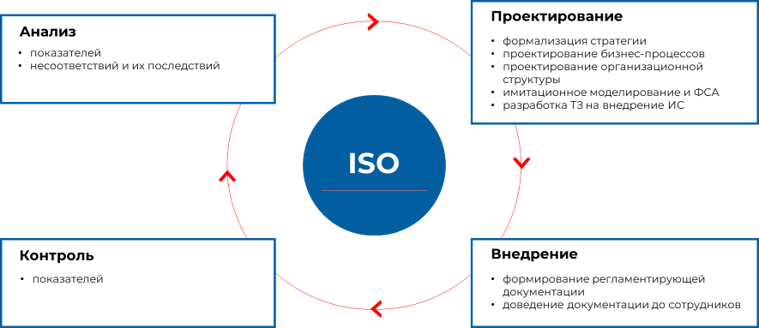 Анализ
• показателей
• несоответствий и их последствий
Проектирование
• формализация стратегии
• проектирование бизнес-процессов
• проектирование организационной
структуры
• имитационное моделирование и ФСА
• разработка ТЗ на внедрение ИС
ISO
Контроль
• показателей
Внедрение
• формирование регламентирующей
документации
• доведение документации до сотрудников